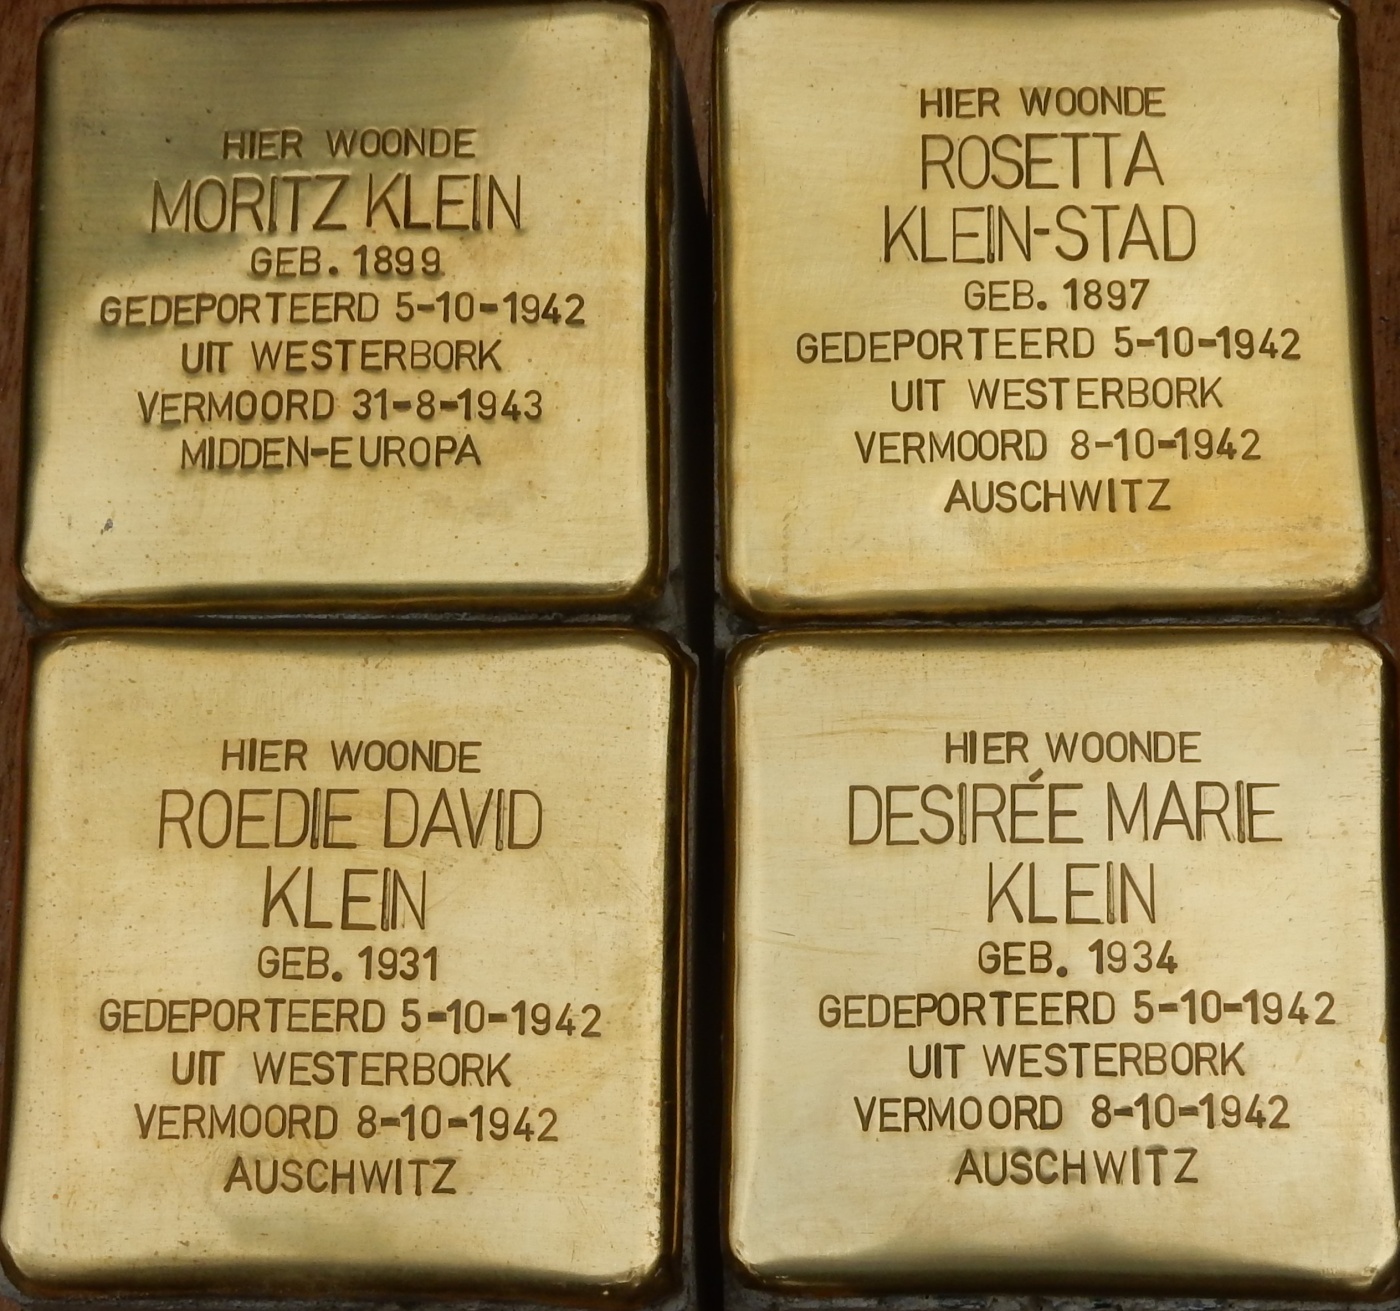 HIER WOONDE
MORITZ KLEIN
GEB. 1899
GEDEPORTEERD 5-10-1942
UIT WESTERBORK
VERMOORD 31-8-1943
MIDDEN-EUROPA
HIER WOONDE
ROSETTA
KLEIN-STAD
GEB. 1897
GEDEPORTEERD 5-10-1942
UIT WESTERBORK
VERMOORD 8-10-1942
AUSCHWITZ
HIER WOONDE
ROEDIE DAVID
KLEIN
GEB. 1931
GEDEPORTEERD 5-10-1942
UIT WESTERBORK
VERMOORD 8-10-1942
AUSCHWITZ
HIER WOONDE
DESIRÉE MARIE
KLEIN
GEB. 1934
GEDEPORTEERD 5-10-1942
UIT WESTERBORK
VERMOORD 8-10-1942
AUSCHWITZ